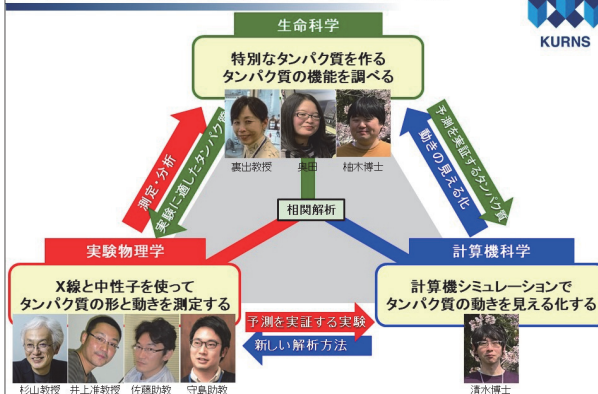 生命科学
KURNS
特別なタンパク質を作る
タンパク質の機能を調べる
裏出教授
奥田
柚木博士
測定・分析
実験に適したタンパク質
動きの見える化
予測を実証するタンパク質
相関解析
実験物理学
計算機科学
X線と中性子を使って
タンパク質の形と動きを測定する
計算機シミュレーションで
タンパク質の動きを見える化する
予測を実証する実験
新しい解析方法
杉山教授
井上准教授
佐藤助教
守島助教
清水博士